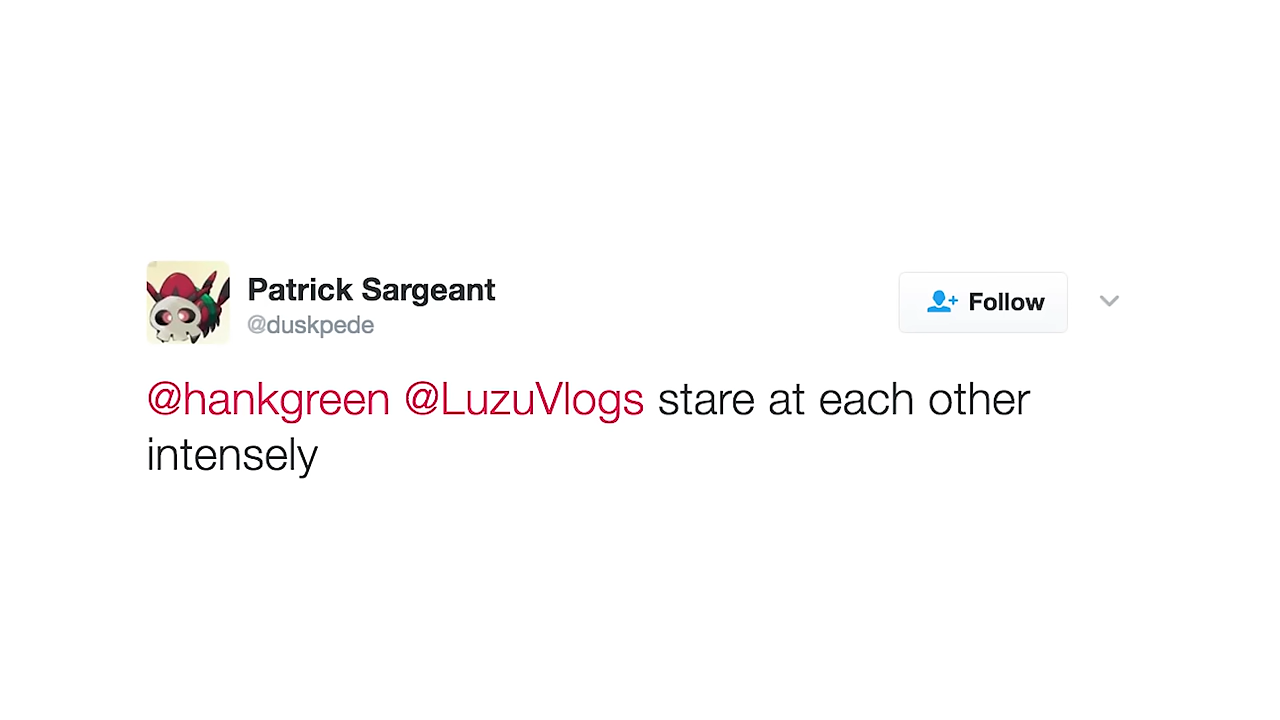 Patrick Sargeant
@duskpede
Follow
@hankgreen @LuzuVlogs stare at each other
intensely